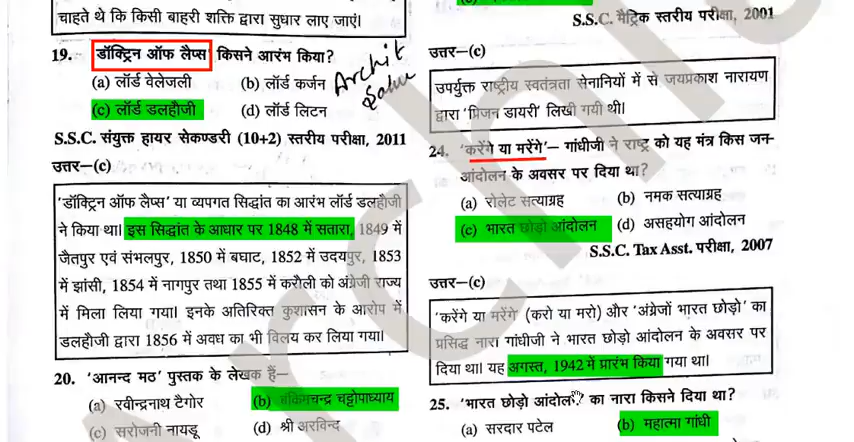 चाहते थे कि किसी बाहरी शक्ति द्वारा सुधार लाए जाएं।
19. डॉक्ट्रिन ऑफ लैप्स किसने आरंभ किया?
(a) लॉर्ड वेलेजली (b) लॉर्ड कर्जन
(c) लॉर्ड डलहौजी (d) लॉर्ड लिटन
Archit
Sahu
S.S.C. संयुक्त हायर सेकण्डरी (10+2) स्तरीय परीक्षा, 2011
उत्तर–(c)
'डॉक्ट्रिन ऑफ लैप्स' या व्यपगत सिद्धांत का आरंभ लॉर्ड डलहौजी
ने किया था। इस सिद्धांत के आधार पर 1848 में सतारा, 1849 में
जैतपुर एवं संभलपुर, 1850 में बघाट, 1852 में उदयपुर, 1853
में झांसी, 1854 में नागपुर तथा 1855 में करौली को अंग्रेजी राज्य
में मिला लिया गया। इनके अतिरिक्त कुशासन के आरोप में
डलहौजी द्वारा 1856 में अवध का भी विलय कर लिया गया।
20. 'आनन्द मठ' पुस्तक के लेखक हैं–
(a) रवीन्द्रनाथ टैगोर (b) बंकिमचन्द्र चट्टोपाध्याय
(c) सरोजनी नायडू (d) श्री अरविन्द
S.S.C. मैट्रिक स्तरीय परीक्षा, 2001
उत्तर–(c)
उपर्युक्त राष्ट्रीय स्वतंत्रता सेनानियों में से जयप्रकाश नारायण
द्वारा 'प्रिजन डायरी' लिखी गयी थी।
24. 'करेंगे या मरेंगे'– गांधीजी ने राष्ट्र को यह मंत्र किस जन-
आंदोलन के अवसर पर दिया था?
(a) रोलेट सत्याग्रह (b) नमक सत्याग्रह
(c) भारत छोड़ो आंदोलन (d) असहयोग आंदोलन
S.S.C. Tax Asst. परीक्षा, 2007
उत्तर–(c)
'करेंगे या मरेंगे' (करो या मरो) और 'अंग्रेजों भारत छोड़ो' का
प्रसिद्ध नारा गांधीजी ने भारत छोड़ो आंदोलन के अवसर पर
दिया था। यह अगस्त, 1942 में प्रारंभ किया गया था।
25. 'भारत छोड़ो आंदोलन' का नारा किसने दिया था?
(a) सरदार पटेल (b) महात्मा गांधी